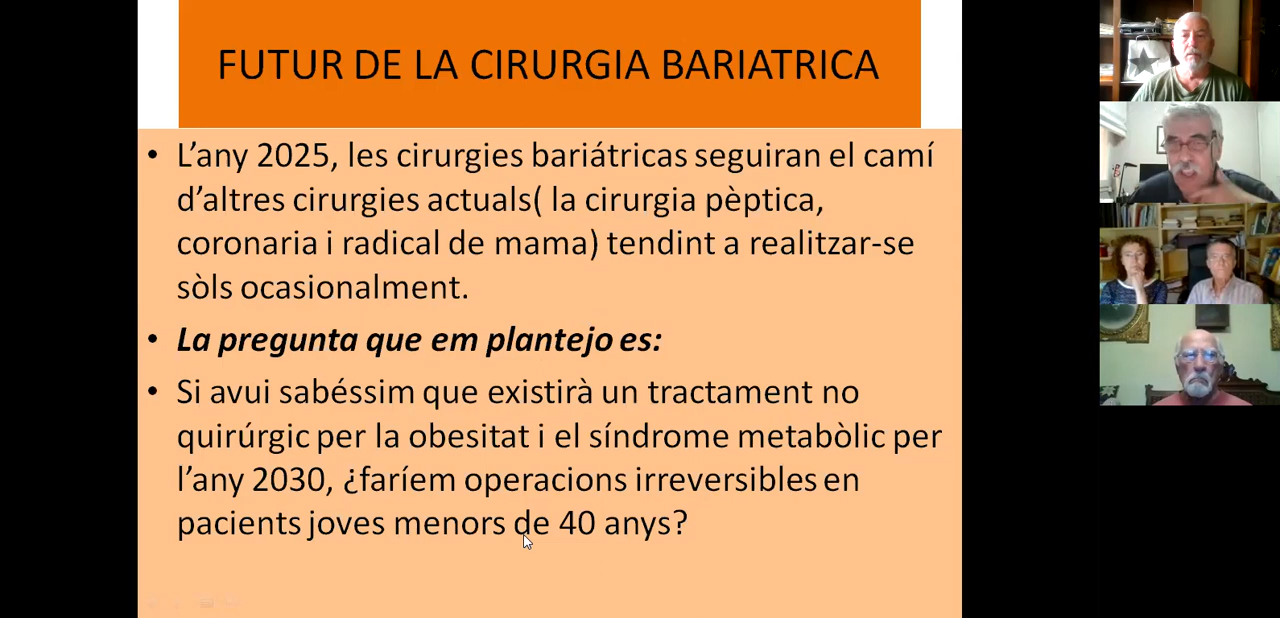 FUTUR DE LA CIRURGIA BARIATRICA
• L’any 2025, les cirurgies bariátricas seguiran el camí
d’altres cirurgies actuals( la cirurgia pèptica,
coronaria i radical de mama) tendint a realitzar-se
sòls ocasionalment.
• La pregunta que em plantejo es:
• Si avui sabéssim que existirà un tractament no
quirúrgic per la obesitat i el síndrome metabòlic per
l’any 2030, ¿faríem operacions irreversibles en
pacients joves menors de 40 anys?